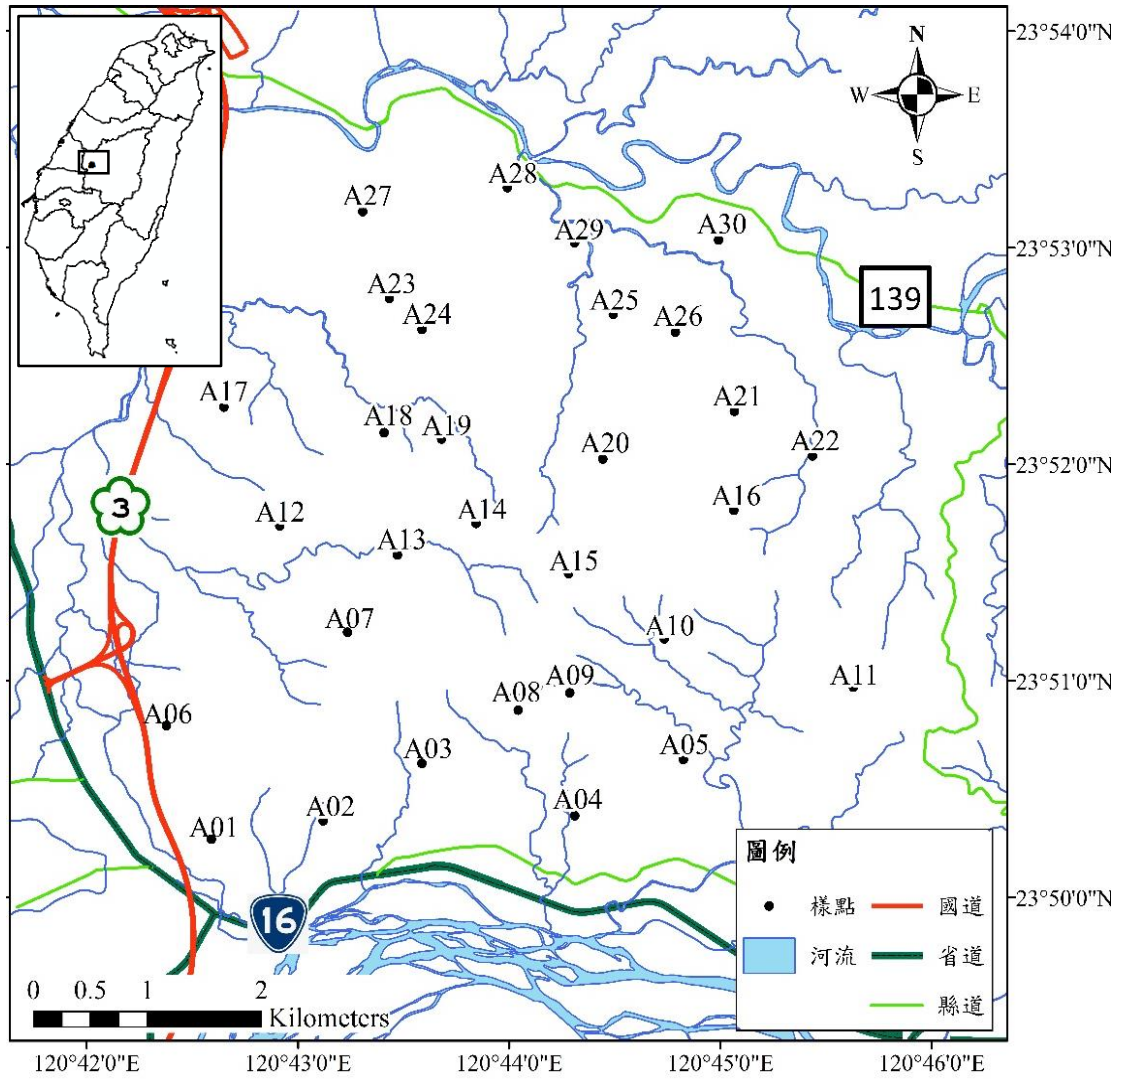 23°54'0"N
N
W
E
S
A28
A27
A30
A29
23°53'0"N
A23
139
A25
A24
A26
A17
A21
A18
A19
A22
A20
23°52'0"N
A16
3
A12
A14
A13
A15
A07
A10
A09
A11
23°51'0"N
A08
A06
A03
A05
A02
A04
A01
圖例
樣點
國道
河流
省道
縣道
23°50'0"N
16
0 0.5 1 2
Kilometers
120°42'0"E 120°43'0"E 120°44'0"E 120°45'0"E 120°46'0"E